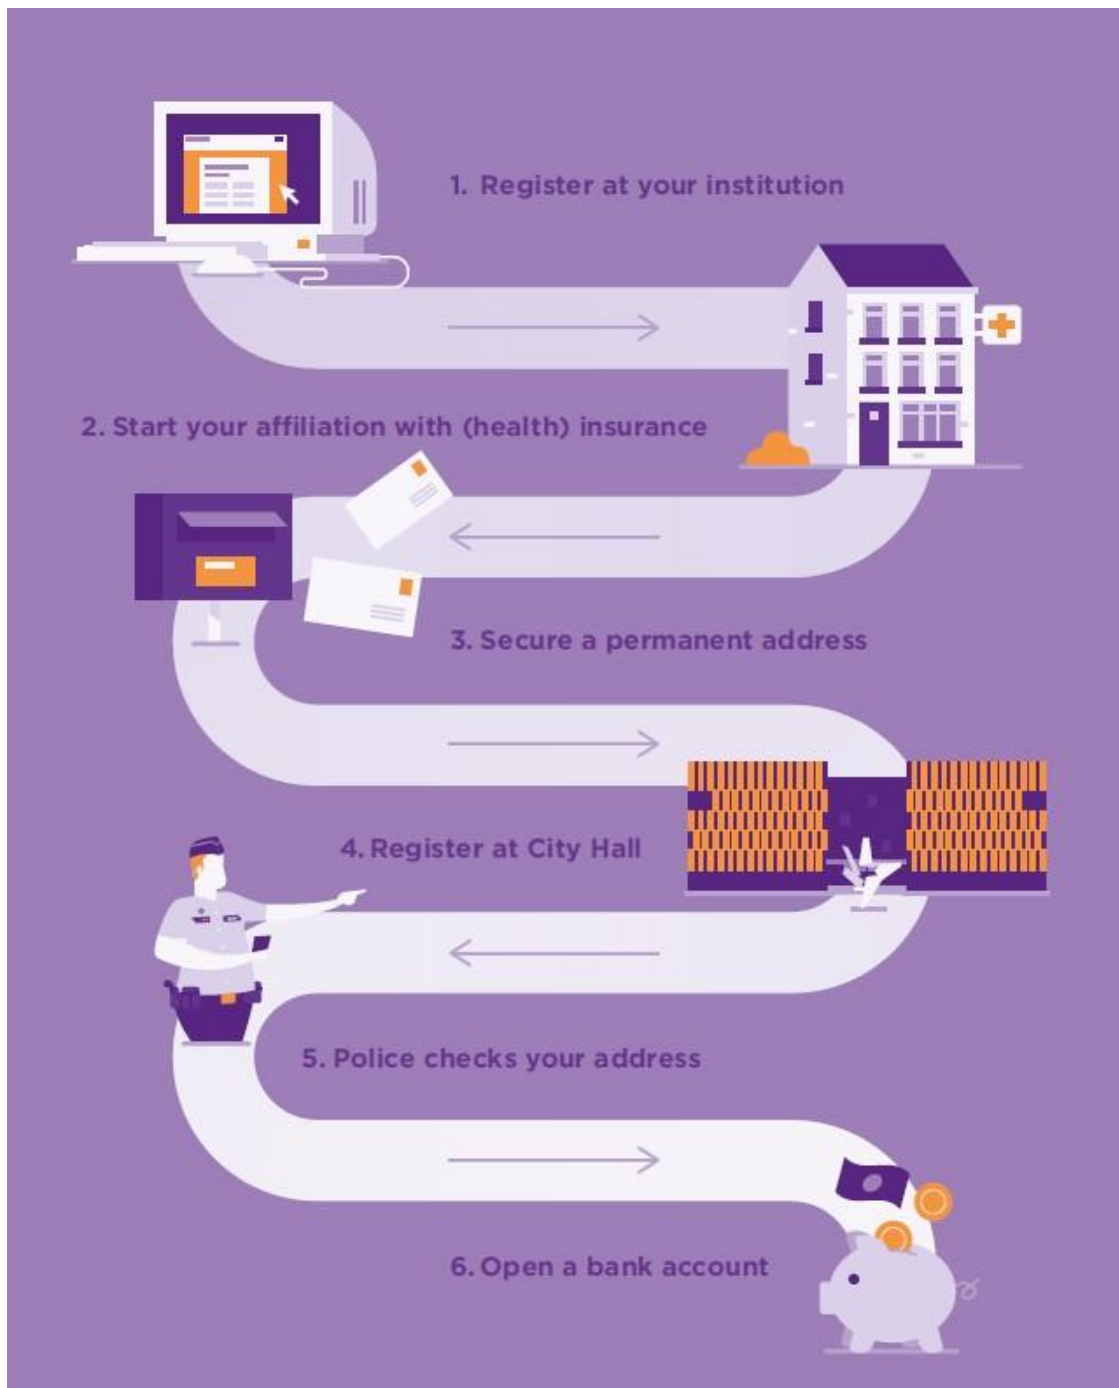 1. Register at your institution
2. Start your affiliation with (health) insurance
3. Secure a permanent address
4. Register at City Hall
5. Police checks your address
6. Open a bank account